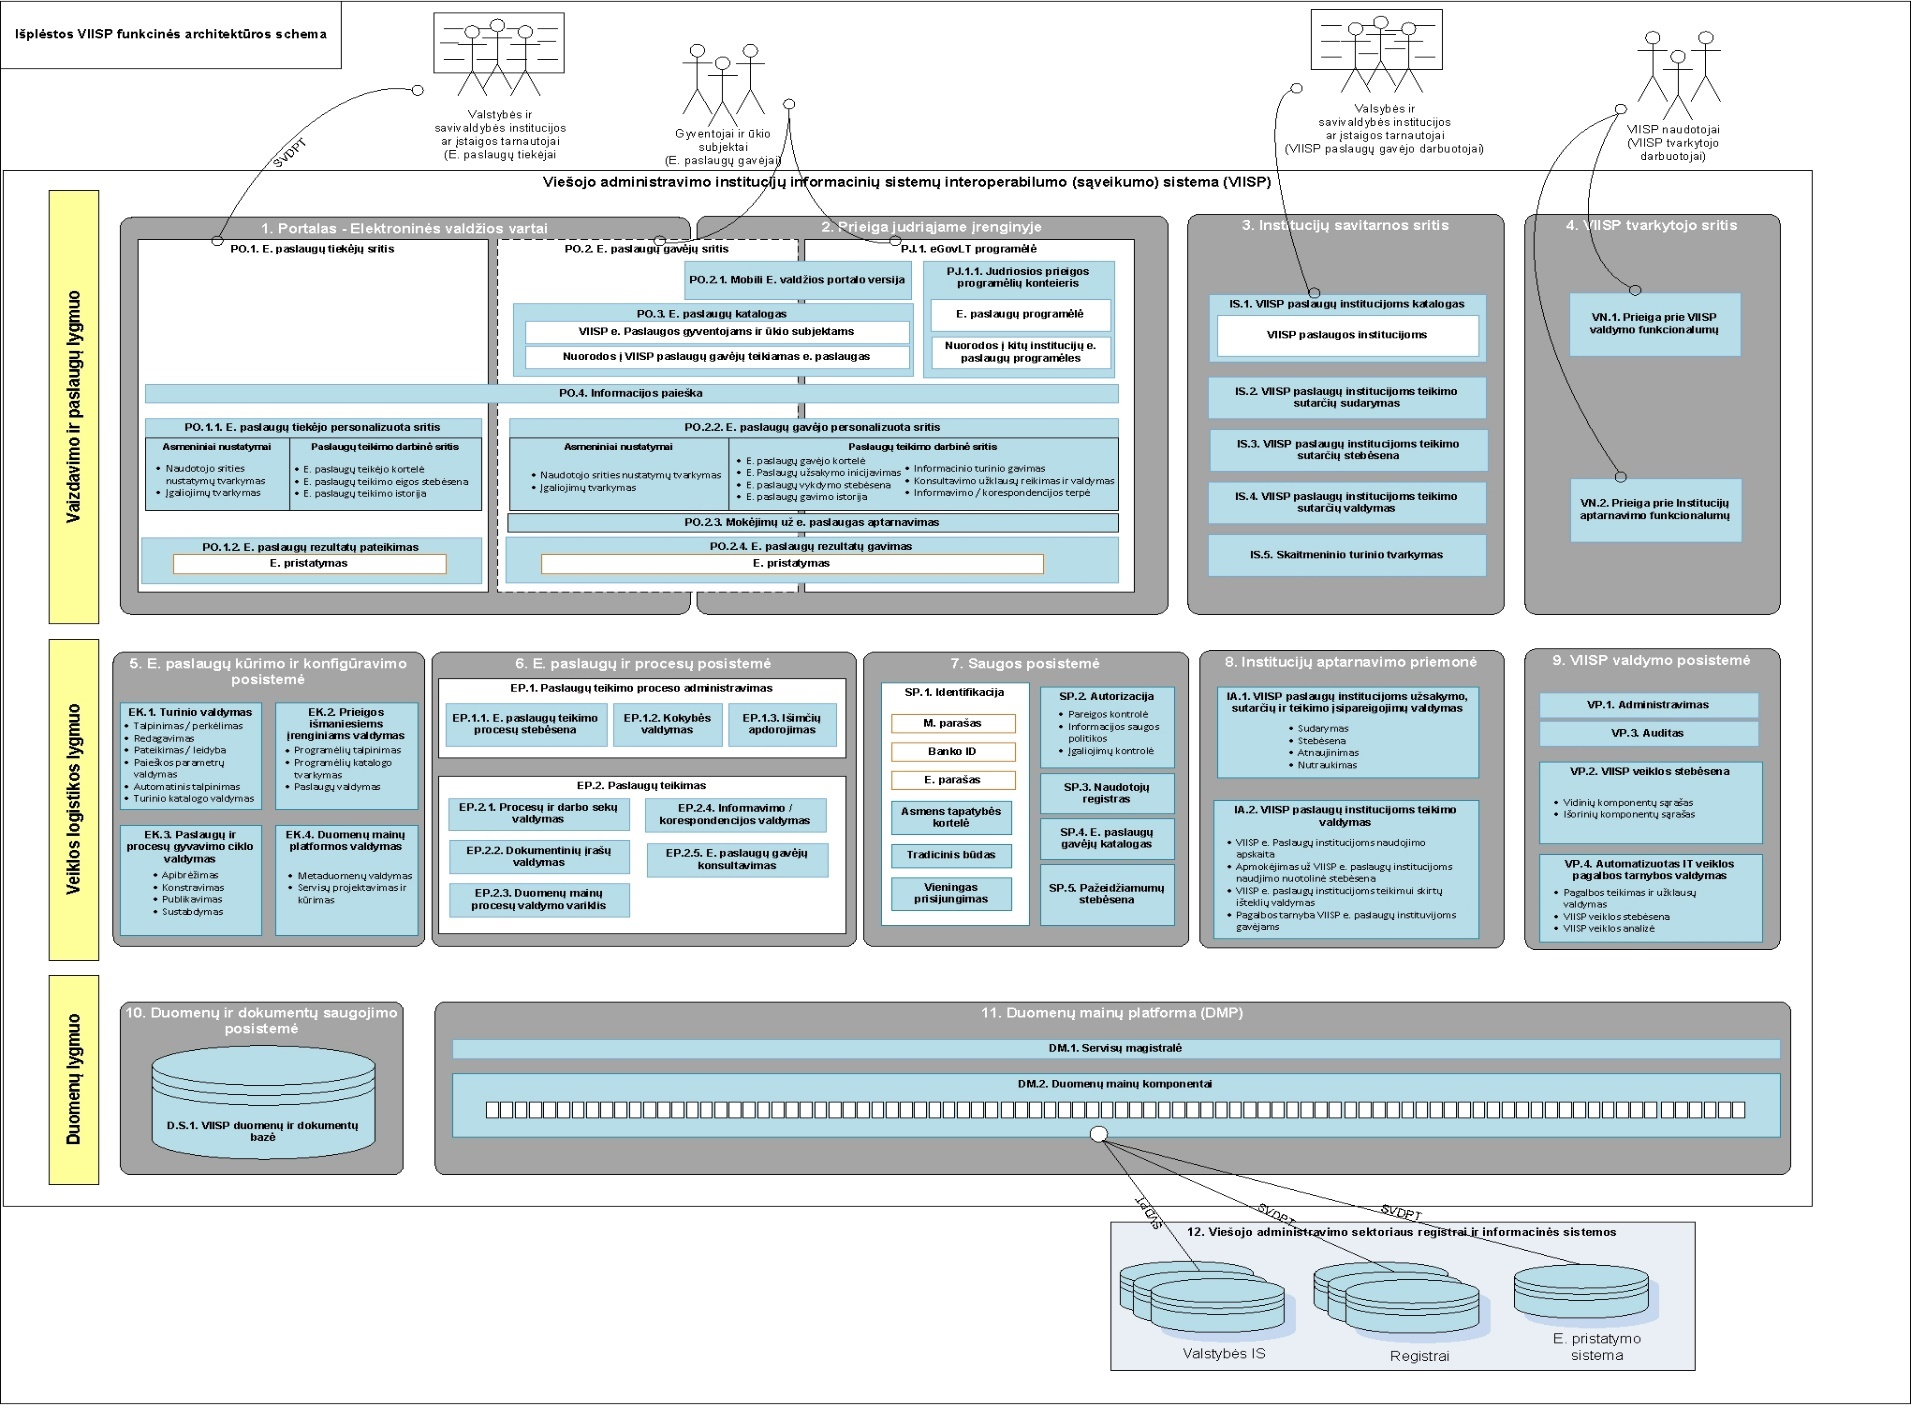 Išplėstos VIISP funkcinės architektūros schema
Valstybės ir
savivaldybės institucijos
ar įstaigos tarnautojai
(E. paslaugų tiekėjai
Gyventojai ir ūkio
subjektai
(E. paslaugų gavėjai)
Valsybės ir
savivaldybės institucijos
ar įstaigos tarnautojai
(VIISP paslaugų gavėjo darbuotojai)
VIISP naudotojai
(VIISP tvarkytojo
darbuotojai)
SVDPT
Viešojo administravimo institucijų informacinių sistemų interoperabilumo (sąveikumo) sistema (VIISP)
Vaizdavimo ir paslaugų lygmuo
1. Portalas - Elektroninės valdžios vartai
PO.1. E. paslaugų tiekėjų sritis
PO.2. E. paslaugų gavėjų sritis
2. Prieiga judriąjame įrenginyje
PJ.1. eGovLT programėlė
PO.2.1. Mobili E. valdžios portalo versija
PJ.1.1. Judriosios prieigos
programėlių konteieris
E. paslaugų programėlė
Nuorodos į kitų institucijų e.
paslaugų programėles
PO.3. E. paslaugų katalogas
VIISP e. Paslaugos gyventojams ir ūkio subjektams
Nuorodos į VIISP paslaugų gavėjų teikiamas e. paslaugas
PO.4. Informacijos paieška
PO.1.1. E. paslaugų tiekėjo personalizuota sritis
Asmeniniai nustatymai
• Naudotojo srities
nustatymų tvarkymas
• Įgaliojimų tvarkymas
Paslaugų teikimo darbinė sritis
• E. paslaugų teikėjo kortelė
• E. paslaugų teikimo eigos stebėsena
• E. paslaugų teikimo istorija
PO.2.2. E. paslaugų gavėjo personalizuota sritis
Asmeniniai nustatymai
• Naudotojo srities nustatymų tvarkymas
• Įgaliojimų tvarkymas
Paslaugų teikimo darbinė sritis
• E. paslaugų gavėjo kortelė
• E. Paslaugų užsakymo inicijavimas
• E. paslaugų vykdymo stebėsena
• E. paslaugų gavimo istorija
• Informacinio turinio gavimas
• Konsultavimo užklausų reikimas ir valdymas
• Informavimo / korespondencijos terpė
PO.2.3. Mokėjimų už e. paslaugas aptarnavimas
PO.1.2. E. paslaugų rezultatų pateikimas
E. pristatymas
PO.2.4. E. paslaugų rezultatų gavimas
E. pristatymas
3. Institucijų savitarnos sritis
IS.1. VIISP paslaugų institucijoms katalogas
VIISP paslaugos institucijoms
IS.2. VIISP paslaugų institucijoms teikimo
sutarčių sudarymas
IS.3. VIISP paslaugų institucijoms teikimo
sutarčių stebėsena
IS.4. VIISP paslaugų institucijoms teikimo
sutarčių valdymas
IS.5. Skaitmeninio turinio tvarkymas
4. VIISP tvarkytojo sritis
VN.1. Prieiga prie VIISP
valdymo funkcionalumų
VN.2. Prieiga prie Institucijų
aptarnavimo funkcionalumų
Veiklos logistikos lygmuo
5. E. paslaugų kūrimo ir konfigūravimo
posistemė
EK.1. Turinio valdymas
• Talpinimas / perkėlimas
• Redagavimas
• Pateikimas / leidyba
• Paieškos parametrų
valdymas
• Automatinis talpinimas
• Turinio katalogo valdymas
EK.2. Prieigos
išmaniesiems
įrenginiams valdymas
• Programėlių talpinimas
• Programėlių katalogo
tvarkymas
• Paslaugų valdymas
EK.3. Paslaugų ir
procesų gyvavimo ciklo
valdymas
• Apibrėžimas
• Konstravimas
• Publikavimas
• Sustabdymas
EK.4. Duomenų mainų
platformos valdymas
• Metaduomenų valdymas
• Servisų projektavimas ir
kūrimas
6. E. paslaugų ir procesų posistemė
EP.1. Paslaugų teikimo proceso administravimas
EP.1.1. E. paslaugų teikimo
procesų stebėsena
EP.1.2. Kokybės
valdymas
EP.1.3. Išimčių
apdorojimas
EP.2. Paslaugų teikimas
EP.2.1. Procesų ir darbo sekų
valdymas
EP.2.2. Dokumentinių įrašų
valdymas
EP.2.3. Duomenų mainų
procesų valdymo variklis
EP.2.4. Informavimo /
korespondencijos valdymas
EP.2.5. E. paslaugų gavėjų
konsultavimas
7. Saugos posistemė
SP.1. Identifikacija
M. parašas
Banko ID
E. parašas
Asmens tapatybės
kortelė
Tradicinis būdas
Vieningas
prisijungimas
SP.2. Autorizacija
• Pareigos kontrolė
• Informacijos saugos
politikos
• Įgaliojimų kontrolė
SP.3. Naudotojų
registras
SP.4. E. paslaugų
gavėjų katalogas
SP.5. Pažeidžiamumų
stebėsena
8. Institucijų aptarnavimo priemonė
IA.1. VIISP paslaugų institucijoms užsakymo,
sutarčių ir teikimo įsipareigojimų valdymas
• Sudarymas
• Stebėsena
• Atnaujinimas
• Nutraukimas
IA.2. VIISP paslaugų institucijoms teikimo
valdymas
• VIISP e. Paslaugų institucijoms naudojimo
apskaita
• Apmokėjimas už VIISP e. paslaugų institucijoms
naudjimo nuotolinė stebėsena
• VIISP e. paslaugų institucijoms teikimui skirtų
išteklių valdymas
• Pagalbos tarnyba VIISP e. paslaugų instituvijoms
gavėjams
9. VIISP valdymo posistemė
VP.1. Administravimas
VP.3. Auditas
VP.2. VIISP veiklos stebėsena
• Vidinių komponentų sąrašas
• Išorinių komponentų sąrašas
VP.4. Automatizuotas IT veiklos
pagalbos tarnybos valdymas
• Pagalbos teikimas ir užklausų
valdymas
• VIISP veiklos stebėsena
• VIISP veiklos analizė
Duomenų lygmuo
10. Duomenų ir dokumentų saugojimo
posistemė
D.S.1. VIISP duomenų ir dokumentų
bazė
11. Duomenų mainų platforma (DMP)
DM.1. Servisų magistralė
DM.2. Duomenų mainų komponentai
SVDPT
SVDPT
SVDPT
12. Viešojo administravimo sektoriaus registrai ir informacinės sistemos
Valstybės IS
Registrai
E. pristatymo
sistema